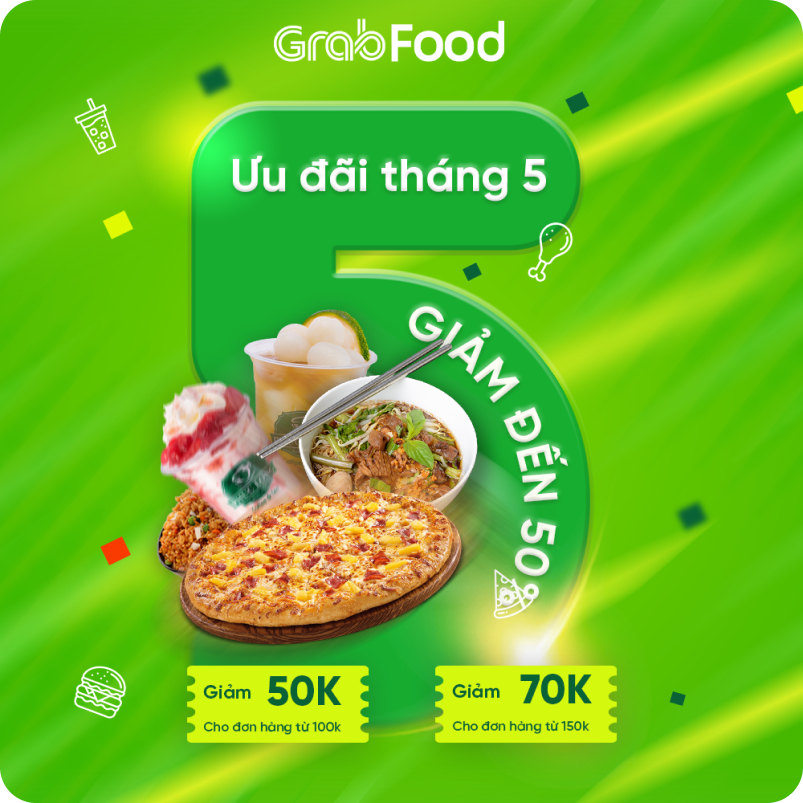 GrabFood
Ưu đãi tháng 5
GIẢM ĐẾN 50%
Giảm 50K
Cho đơn hàng từ 100k
Giảm 70K
Cho đơn hàng từ 150k